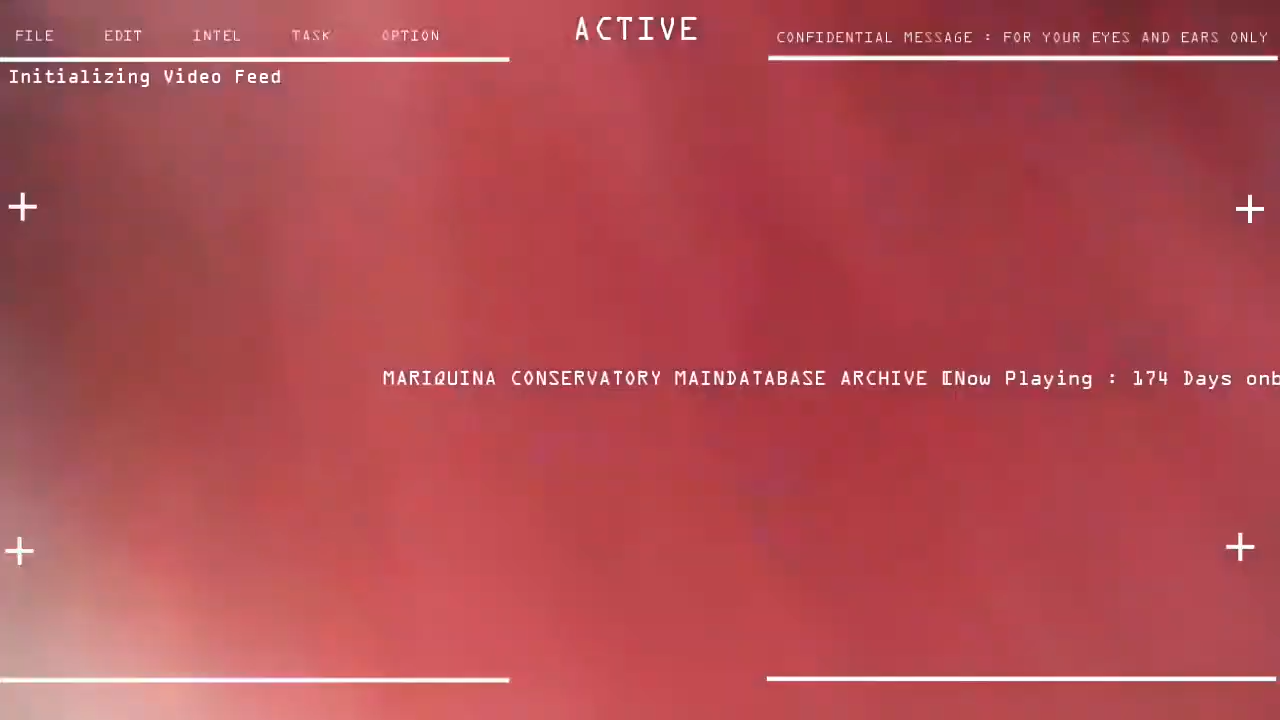 FILE EDIT INTEL TASK OPTION
ACTIVE
CONFIDENTIAL MESSAGE : FOR YOUR EYES AND EARS ONLY
Initializing Video Feed
MARIQUINA CONSERVATORY MAINDATABASE ARCHIVE Now Playing : 174 Days